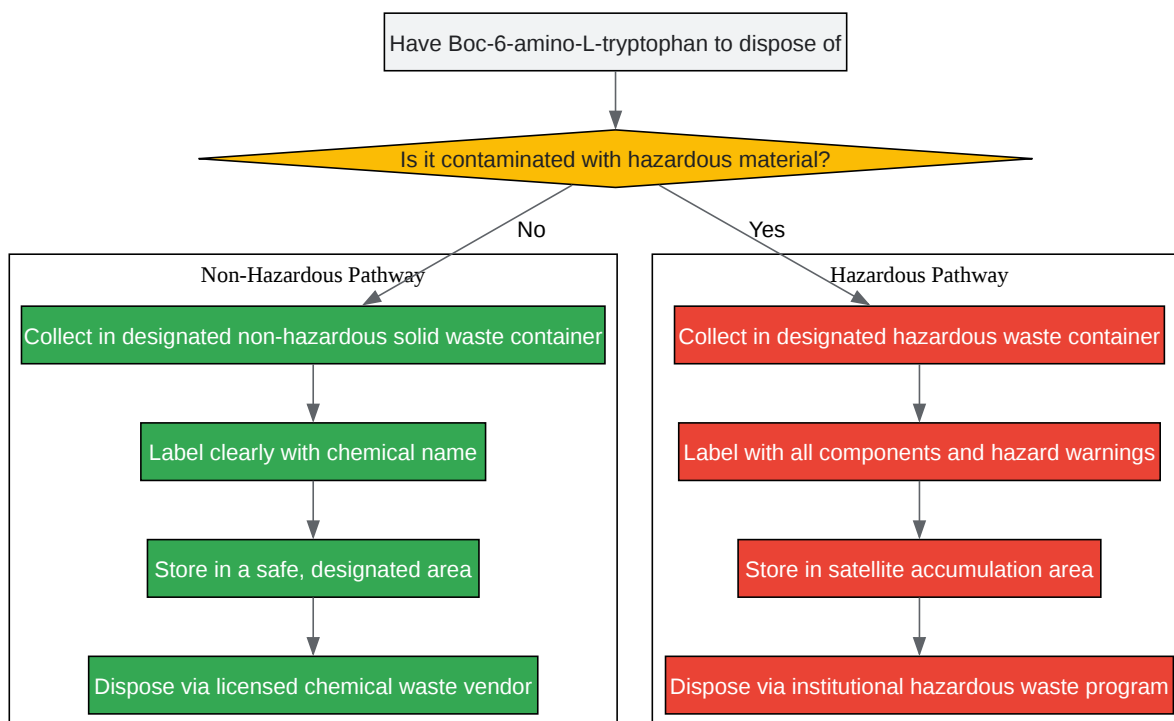 Have Boc-6-amino-L-tryptophan to dispose of
Is it contaminated with hazardous material?
No
Yes
Non-Hazardous Pathway
Collect in designated non-hazardous solid waste container
Label clearly with chemical name
Store in a safe, designated area
Dispose via licensed chemical waste vendor
Hazardous Pathway
Collect in designated hazardous waste container
Label with all components and hazard warnings
Store in satellite accumulation area
Dispose via institutional hazardous waste program